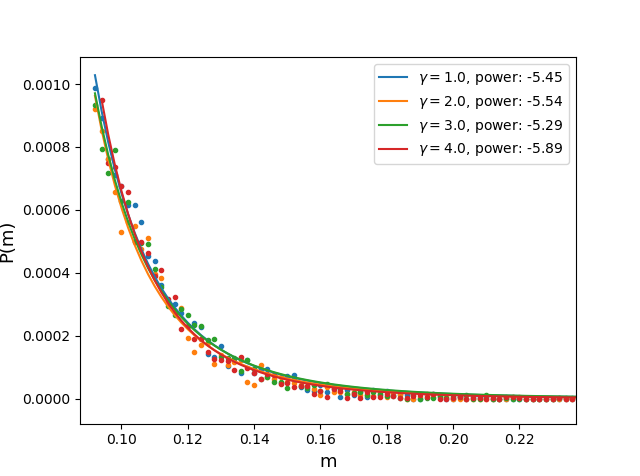 γ = 1.0, power: -5.45
γ = 2.0, power: -5.54
γ = 3.0, power: -5.29
γ = 4.0, power: -5.89
P(m)
0.0010
0.0008
0.0006
0.0004
0.0002
0.0000
0.10 0.12 0.14 0.16 0.18 0.20 0.22
m